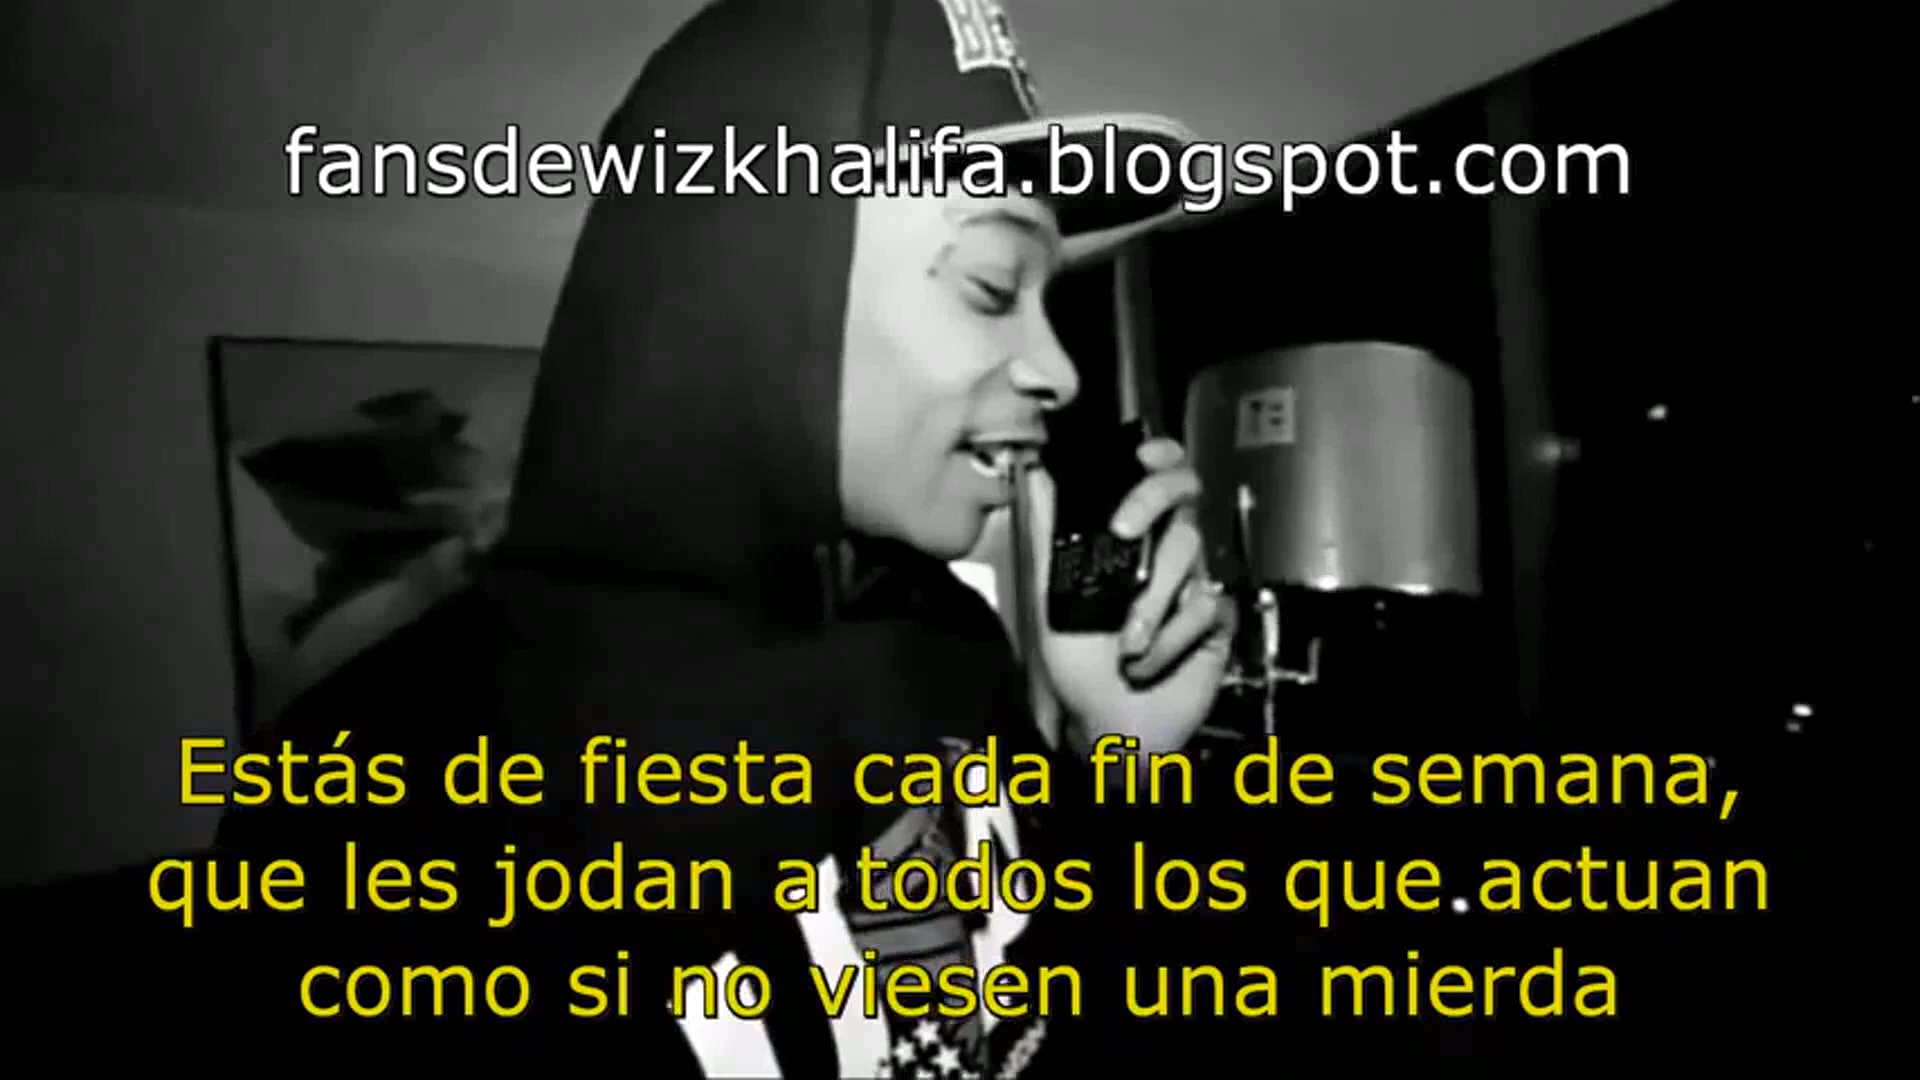 fansdewizkhalifa.blogspot.com
Estás de fiesta cada fin de semana,
que les jodan a todos los que actuan
como si no viesen una mierda